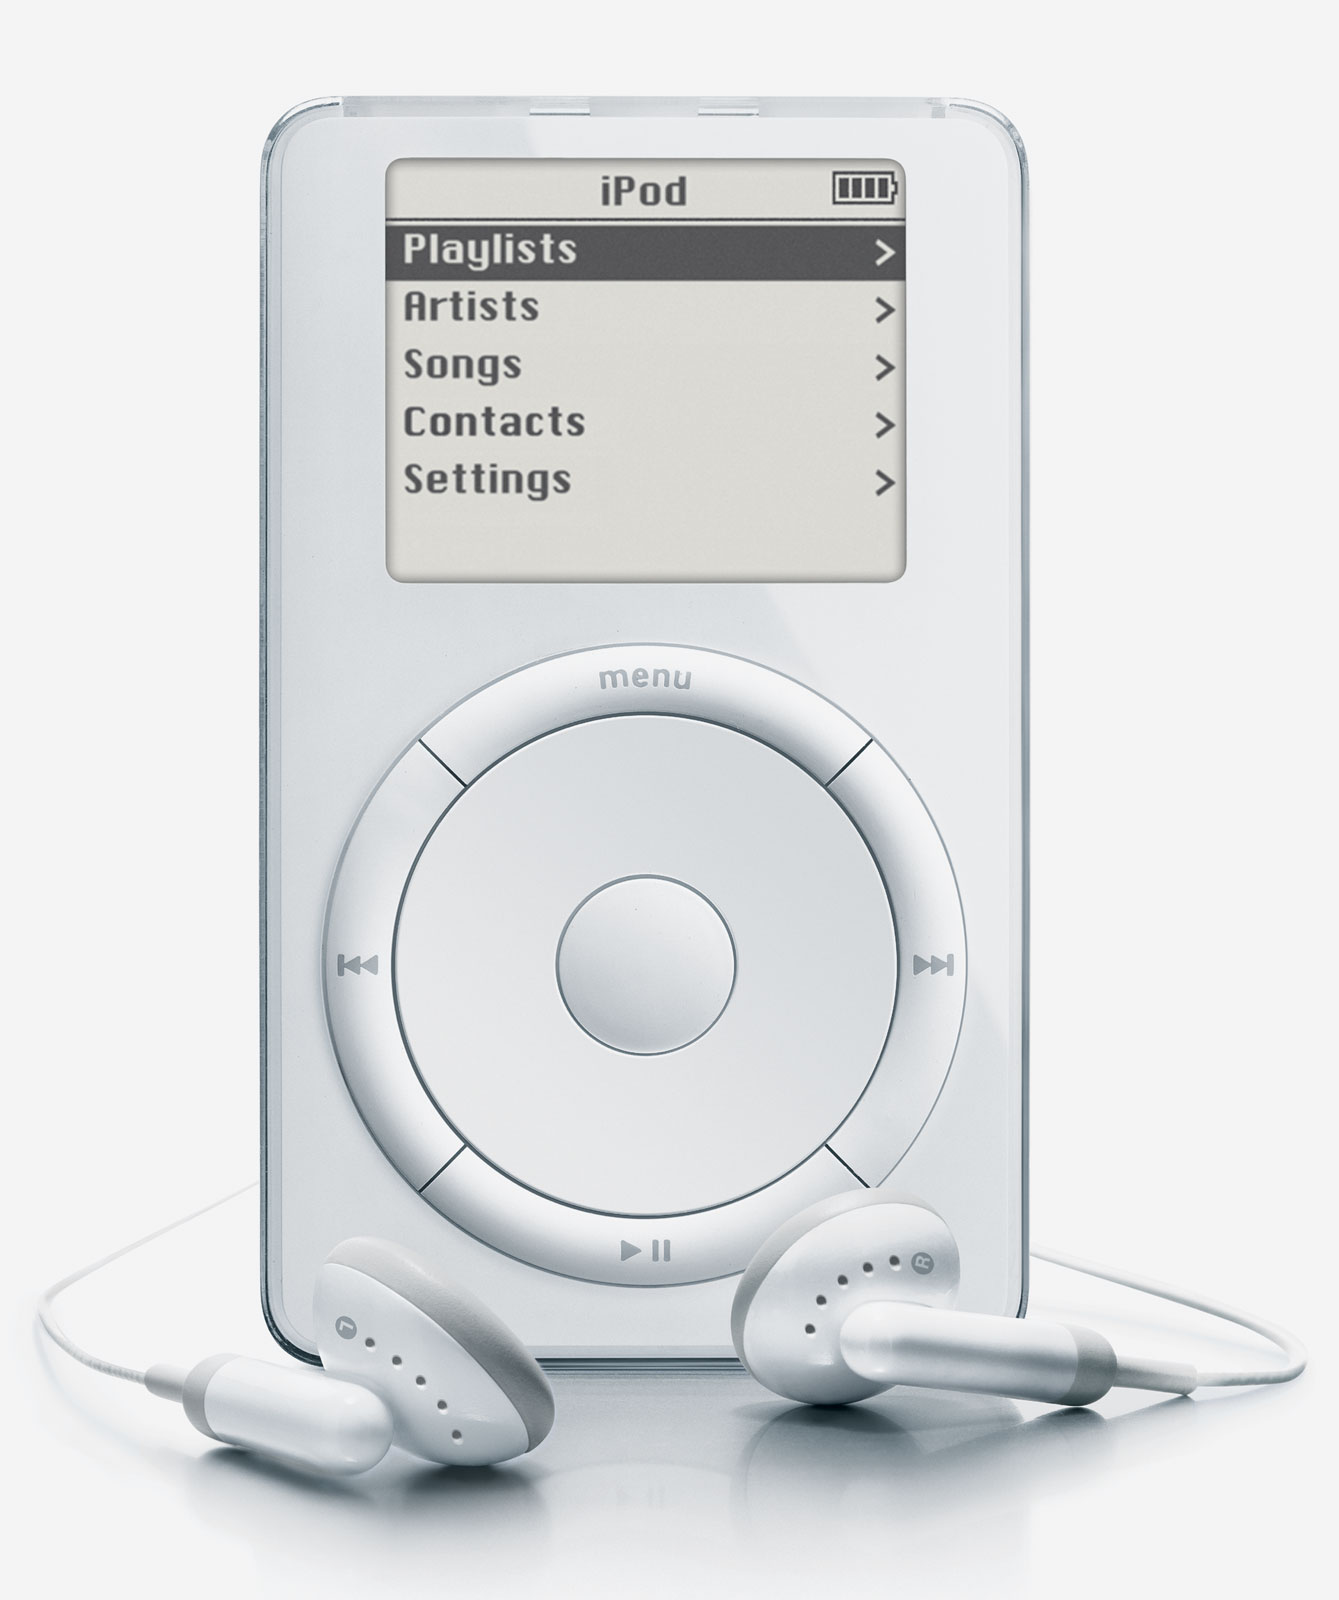 iPod
Playlists
Artists
Songs
Contacts
Settings
menu
L
R